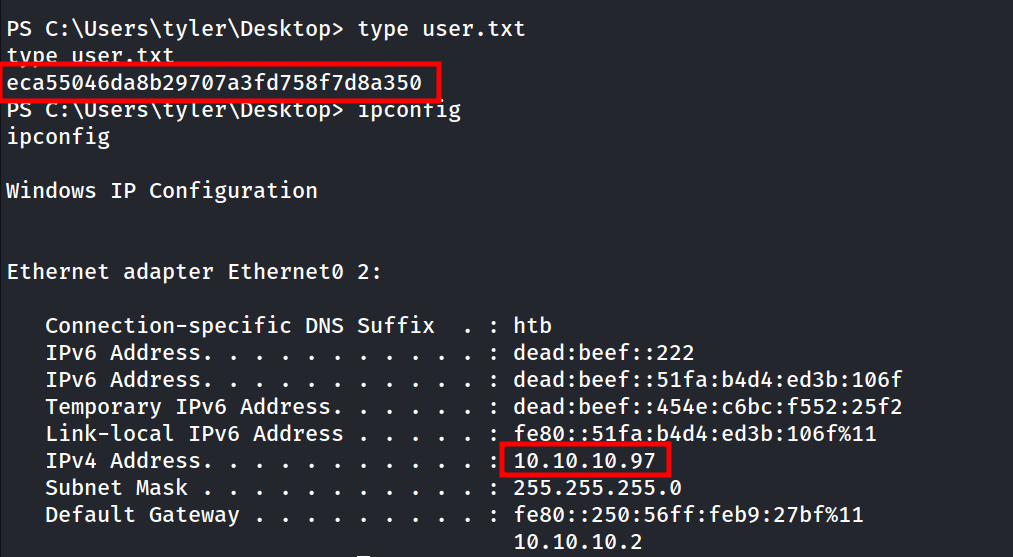 PS C:\Users\tyler\Desktop> type user.txt
type user.txt
eca55046da8b29707a3fd758f7d8a350
PS C:\Users\tyler\Desktop> ipconfig
ipconfig
Windows IP Configuration
Ethernet adapter Ethernet0 2:
   Connection-specific DNS Suffix  . : htb
   IPv6 Address. . . . . . . . . . . : dead:beef::222
   IPv6 Address. . . . . . . . . . . : dead:beef::51fa:b4d4:ed3b:106f
   Temporary IPv6 Address. . . . . . : dead:beef::454e:c6bc:f552:25f2
   Link-local IPv6 Address . . . . . : fe80::51fa:b4d4:ed3b:106f%11
   IPv4 Address. . . . . . . . . . . : 10.10.10.97
   Subnet Mask . . . . . . . . . . . : 255.255.255.0
   Default Gateway . . . . . . . . . : fe80::250:56ff:feb9:27bf%11
                                       10.10.10.2